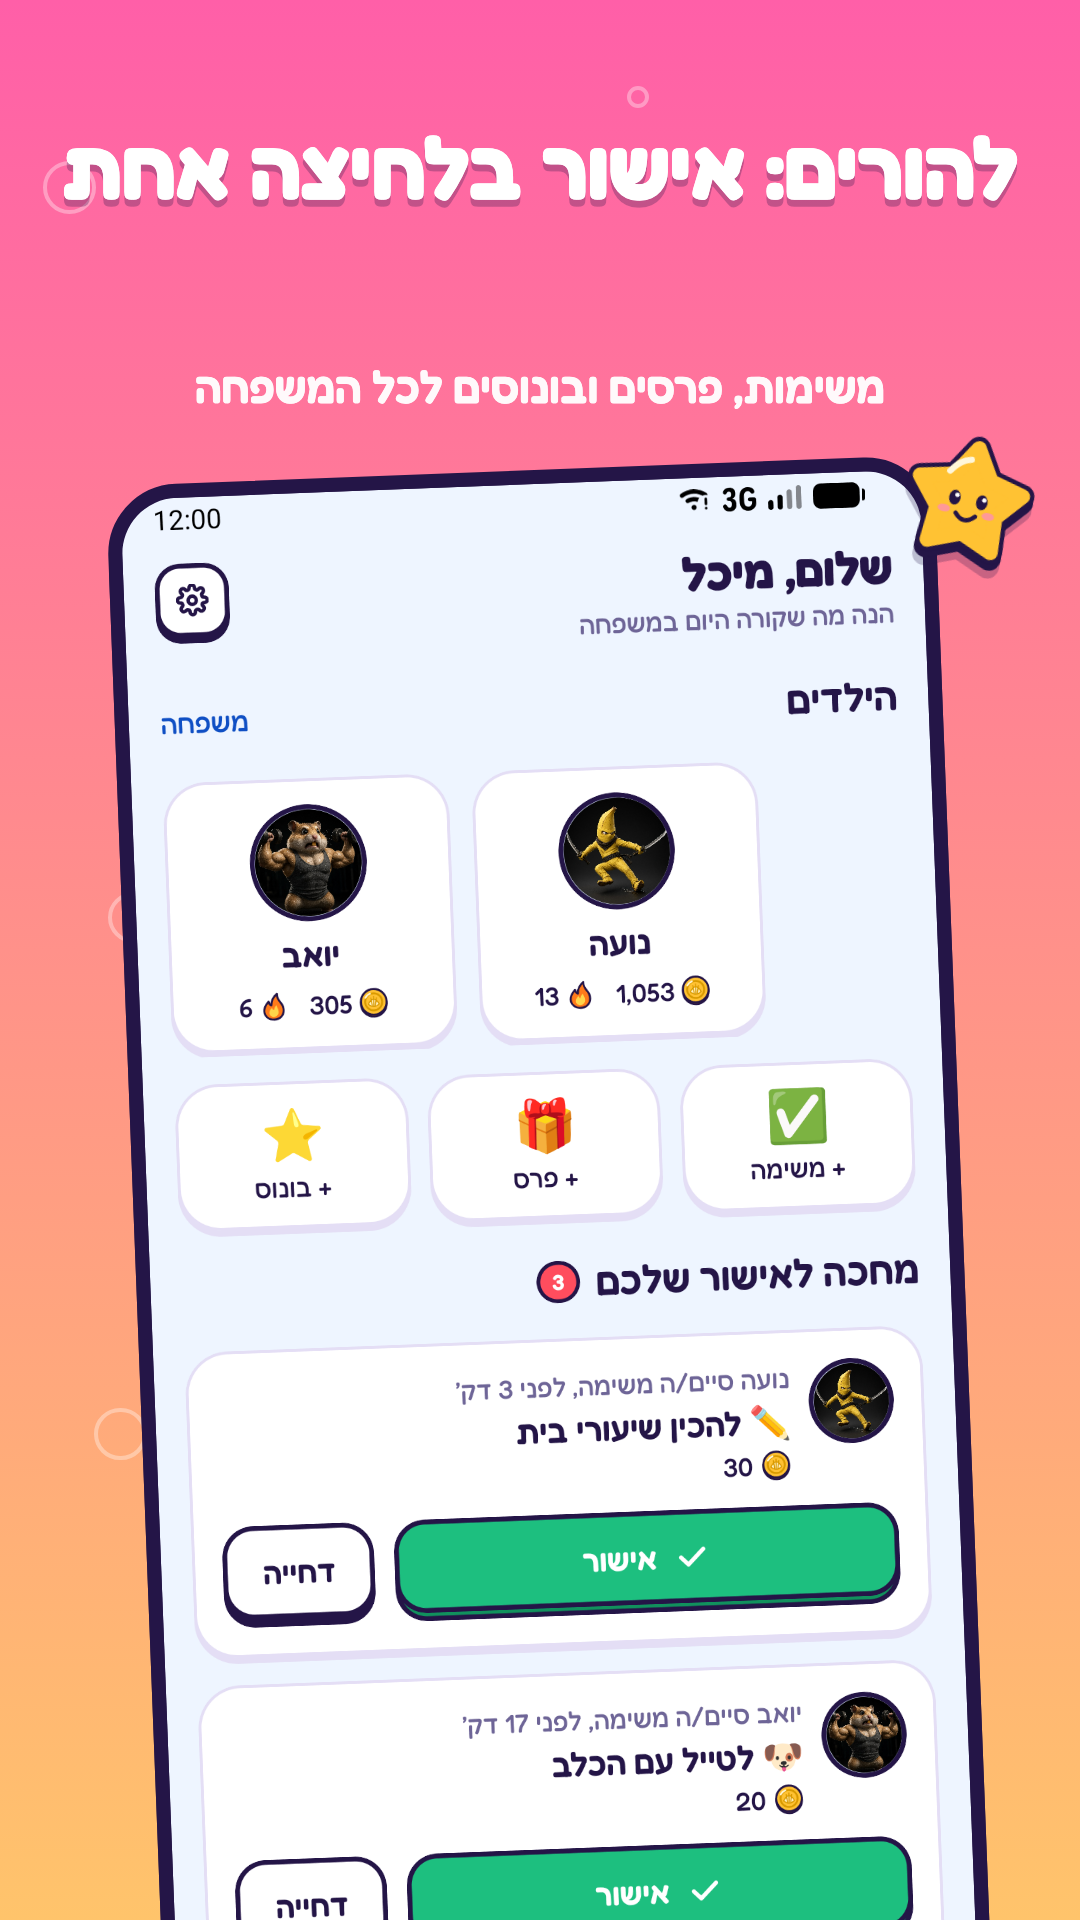 להורים: אישור בלחיצה אחת
משימות, פרסים ובונוסים לכל המשפחה
12:00
3G
שלום, מיכל
הנה מה שקורה היום במשפחה
הילדים
משפחה
נועה
1,053
13
יואב
305
6
+ משימה
+ פרס
+ בונוס
מחכה לאישור שלכם 3
נועה סיים/ה משימה, לפני 3 דק'
להכין שיעורי בית
30
אישור
דחייה
יואב סיים/ה משימה, לפני 17 דק'
לטייל עם הכלב
20
אישור
דחייה